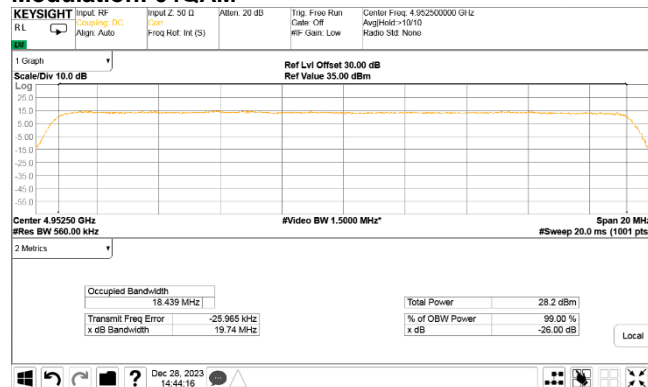 KEYSIGHT Input: RF Input Z: 50 Ω Atten: 20 dB Trig: Free Run Center Freq: 4.952500000 GHz
RL Coupling: DC Corr Gate: Off Avg|Hold:>10/10
Align: Auto Freq Ref: Int (S) #IF Gain: Low Radio Std: None
1 Graph
Ref Lvl Offset 30.00 dB
Scale/Div 10.0 dB Ref Value 35.00 dBm
Log
25.0
15.0
5.00
-5.00
-15.0
-25.0
-35.0
-45.0
-55.0
Center 4.95250 GHz #Video BW 1.5000 MHz* Span 20 MHz
#Res BW 560.00 kHz #Sweep 20.0 ms (1001 pts
2 Metrics
Occupied Bandwidth
18.439 MHz Total Power 28.2 dBm
Transmit Freq Error -25.965 kHz % of OBW Power 99.00 %
x dB Bandwidth 19.74 MHz x dB -26.00 dB
Local
? Dec 28, 2023
14:44:16